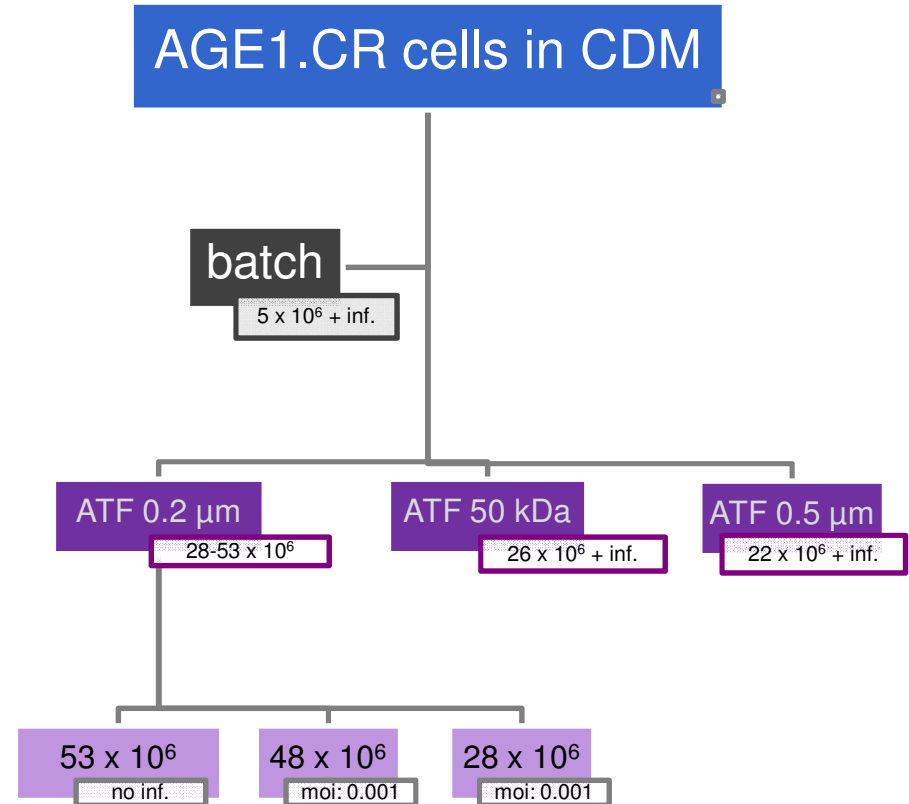 AGE1.CR cells in CDM
batch
5 x 10⁶ + inf.
ATF 0.2 µm
28-53 x 10⁶
ATF 50 kDa
26 x 10⁶ + inf.
ATF 0.5 µm
22 x 10⁶ + inf.
53 x 10⁶
no inf.
48 x 10⁶
moi: 0.001
28 x 10⁶
moi: 0.001